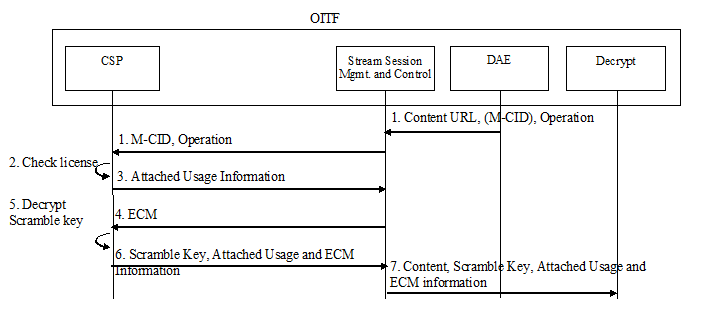 OITF
CSP
Stream Session
Mgmt. and Control
DAE
Decrypt
1. Content URL, (M-CID), Operation
1. M-CID, Operation
2. Check license
3. Attached Usage Information
5. Decrypt
Scramble key
4. ECM
6. Scramble Key, Attached Usage and ECM
Information
7. Content, Scramble Key, Attached Usage and
ECM information